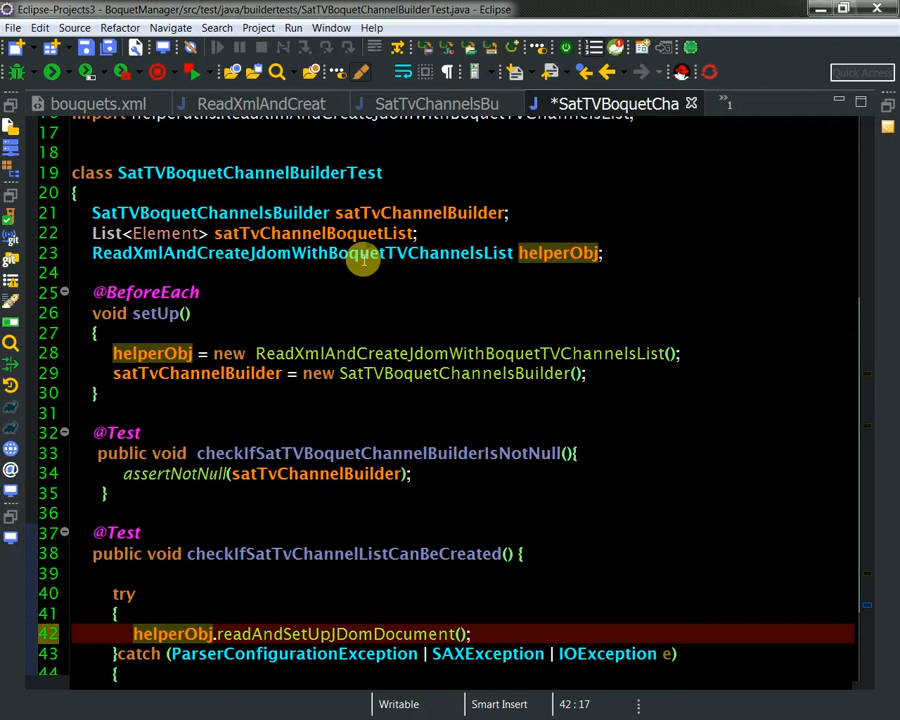 Eclipse-Projects3 - BoquetManager/src/test/java/buildertests/SatTVBoquetChannelBuilderTest.java - Eclipse
File Edit Source Refactor Navigate Search Project Run Window Help
Quick Access
bouquets.xml ReadXmlAndCreat SatTvChannelsBu *SatTVBoquetCha »1
16 import helperutils.ReadXmlAndCreateJdomWithBoquetTVChannelsList;
17
18
19 class SatTVBoquetChannelBuilderTest
20 {
21 SatTVBoquetChannelsBuilder satTvChannelBuilder;
22 List<Element> satTvChannelBoquetList;
23 ReadXmlAndCreateJdomWithBoquetTVChannelsList helperObj;
24
25 @BeforeEach
26 void setUp()
27 {
28 helperObj = new ReadXmlAndCreateJdomWithBoquetTVChannelsList();
29 satTvChannelBuilder = new SatTVBoquetChannelsBuilder();
30 }
31
32 @Test
33 public void checkIfSatTVBoquetChannelBuilderIsNotNull(){
34 assertNotNull(satTvChannelBuilder);
35 }
36
37 @Test
38 public void checkIfSatTvChannelListCanBeCreated() {
39
40 try
41 {
42 helperObj.readAndSetUpJDomDocument();
43 }catch (ParserConfigurationException | SAXException | IOException e)
44 {
Writable Smart Insert 42 : 17